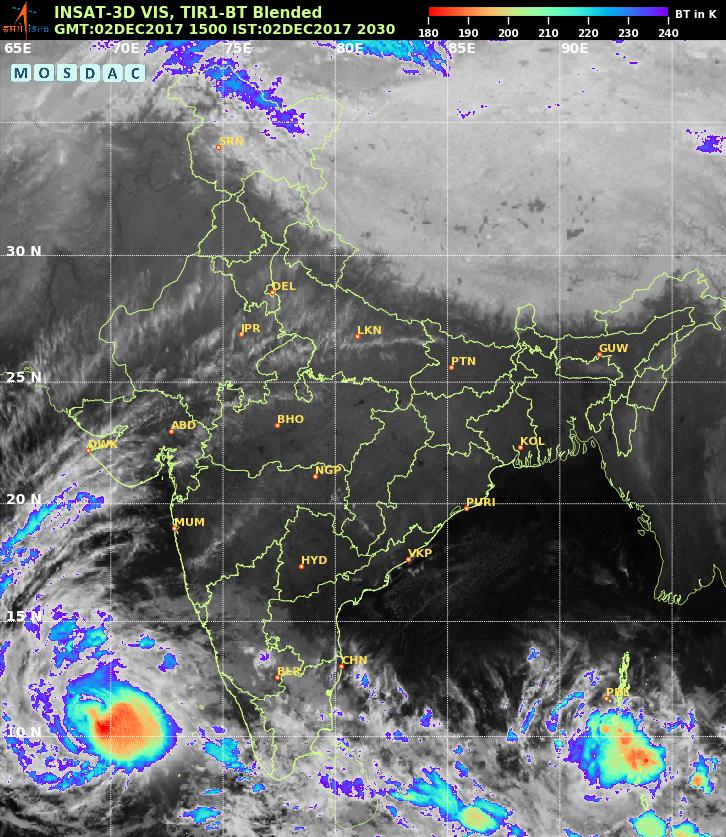 INSAT-3D VIS, TIR1-BT Blended
GMT:02DEC2017 1500 IST:02DEC2017 2030
BT in K
180 190 200 210 220 230 240
65E 70E 75E 80E 85E 90E
M O S D A C
SRN
30 N
DEL
JPR LKN
GUW
PTN
25 N
ABD BHO
DWK KOL
NGP
20 N PURI
MUM
VKP
HYD
15 N
CHN
BLR
PBL
10 N